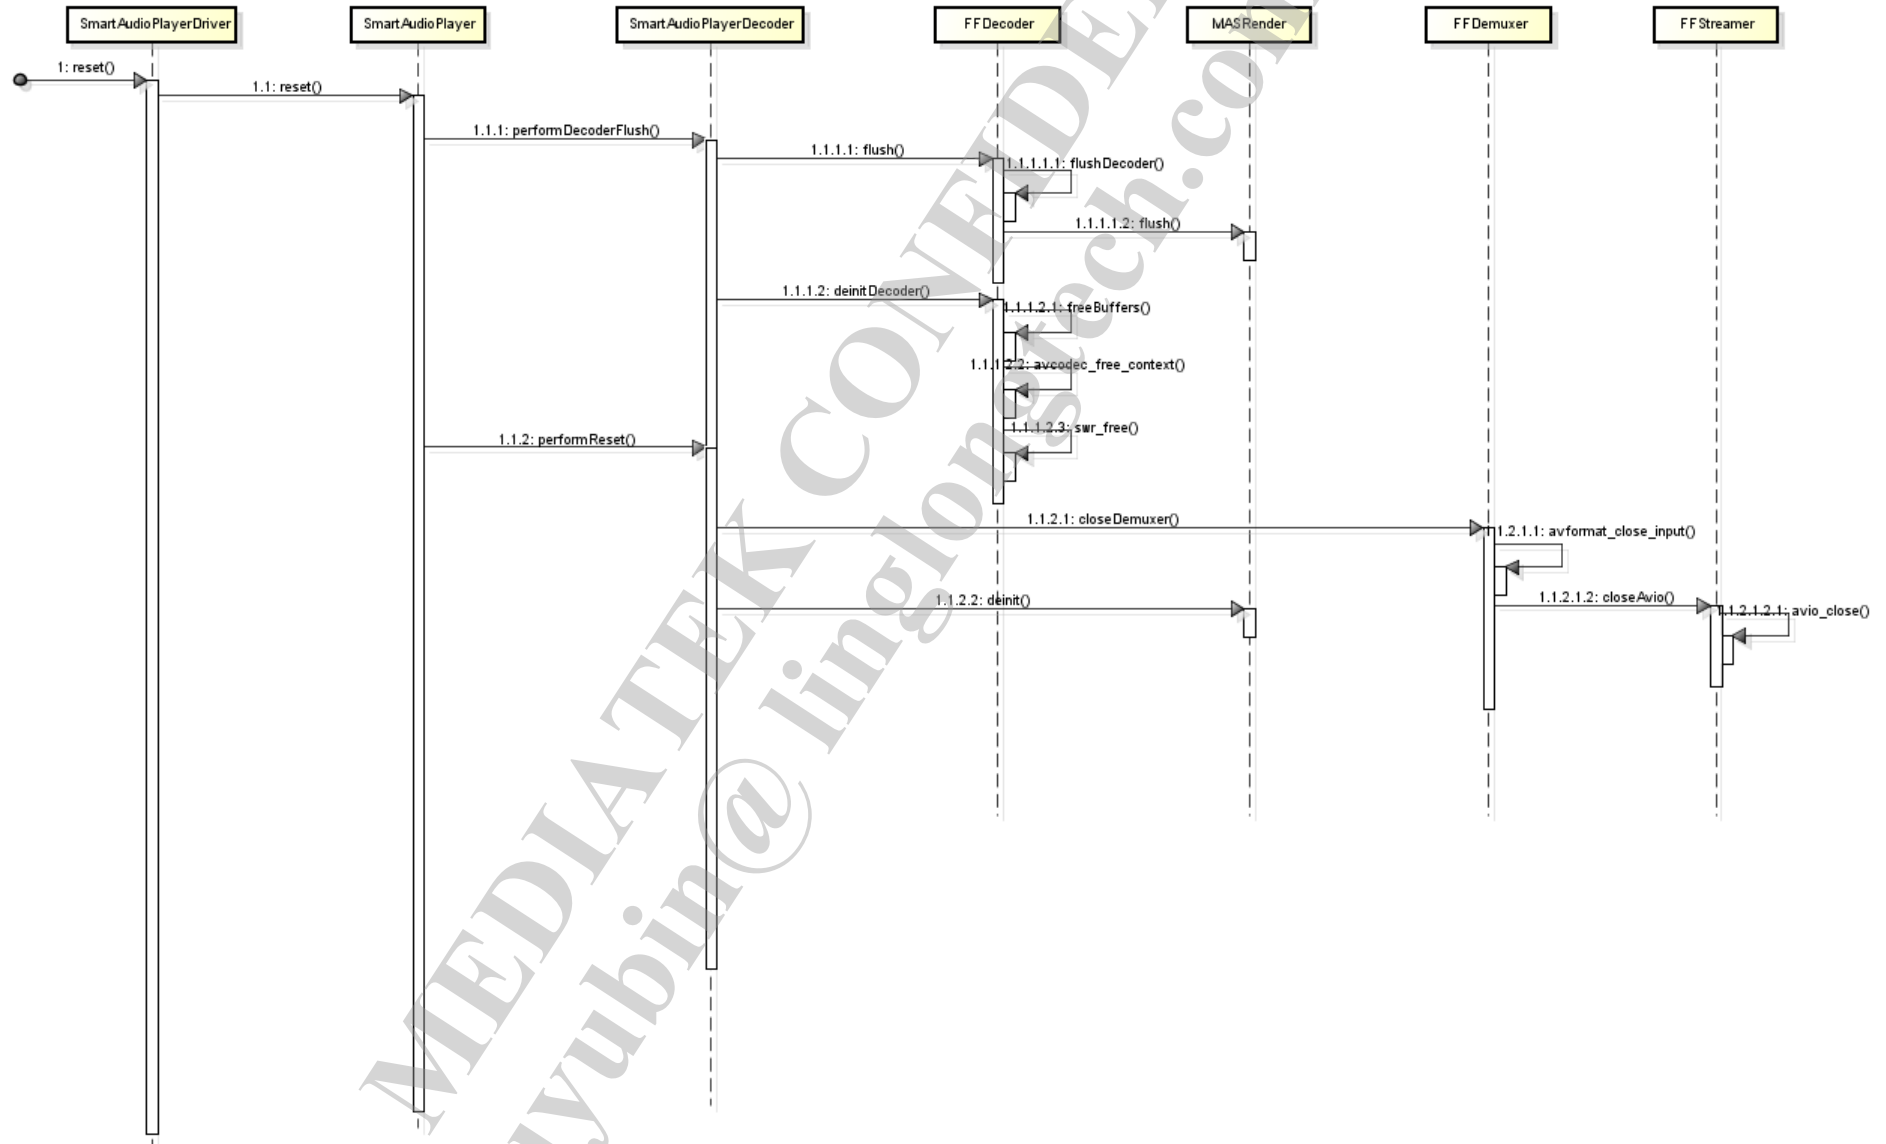 SmartAudioPlayerDriver
SmartAudioPlayer
SmartAudioPlayerDecoder
FFDecoder
MASRender
FFDemuxer
FFStreamer
1: reset()
1.1: reset()
1.1.1: performDecoderFlush()
1.1.1.1: flush()
1.1.1.1.1: flushDecoder()
1.1.1.1.2: flush()
1.1.1.2: deinitDecoder()
1.1.1.2.1: freeBuffers()
1.1.1.2.2: avcodec_free_context()
1.1.1.2.3: swr_free()
1.1.2: performReset()
1.1.2.1: closeDemuxer()
1.1.2.1.1: avformat_close_input()
1.1.2.1.2: closeAvio()
1.1.2.2: deinit()
1.1.2.1.2.1: avio_close()
MEDIATEK CONFIDE
yubin@linglongtech.com